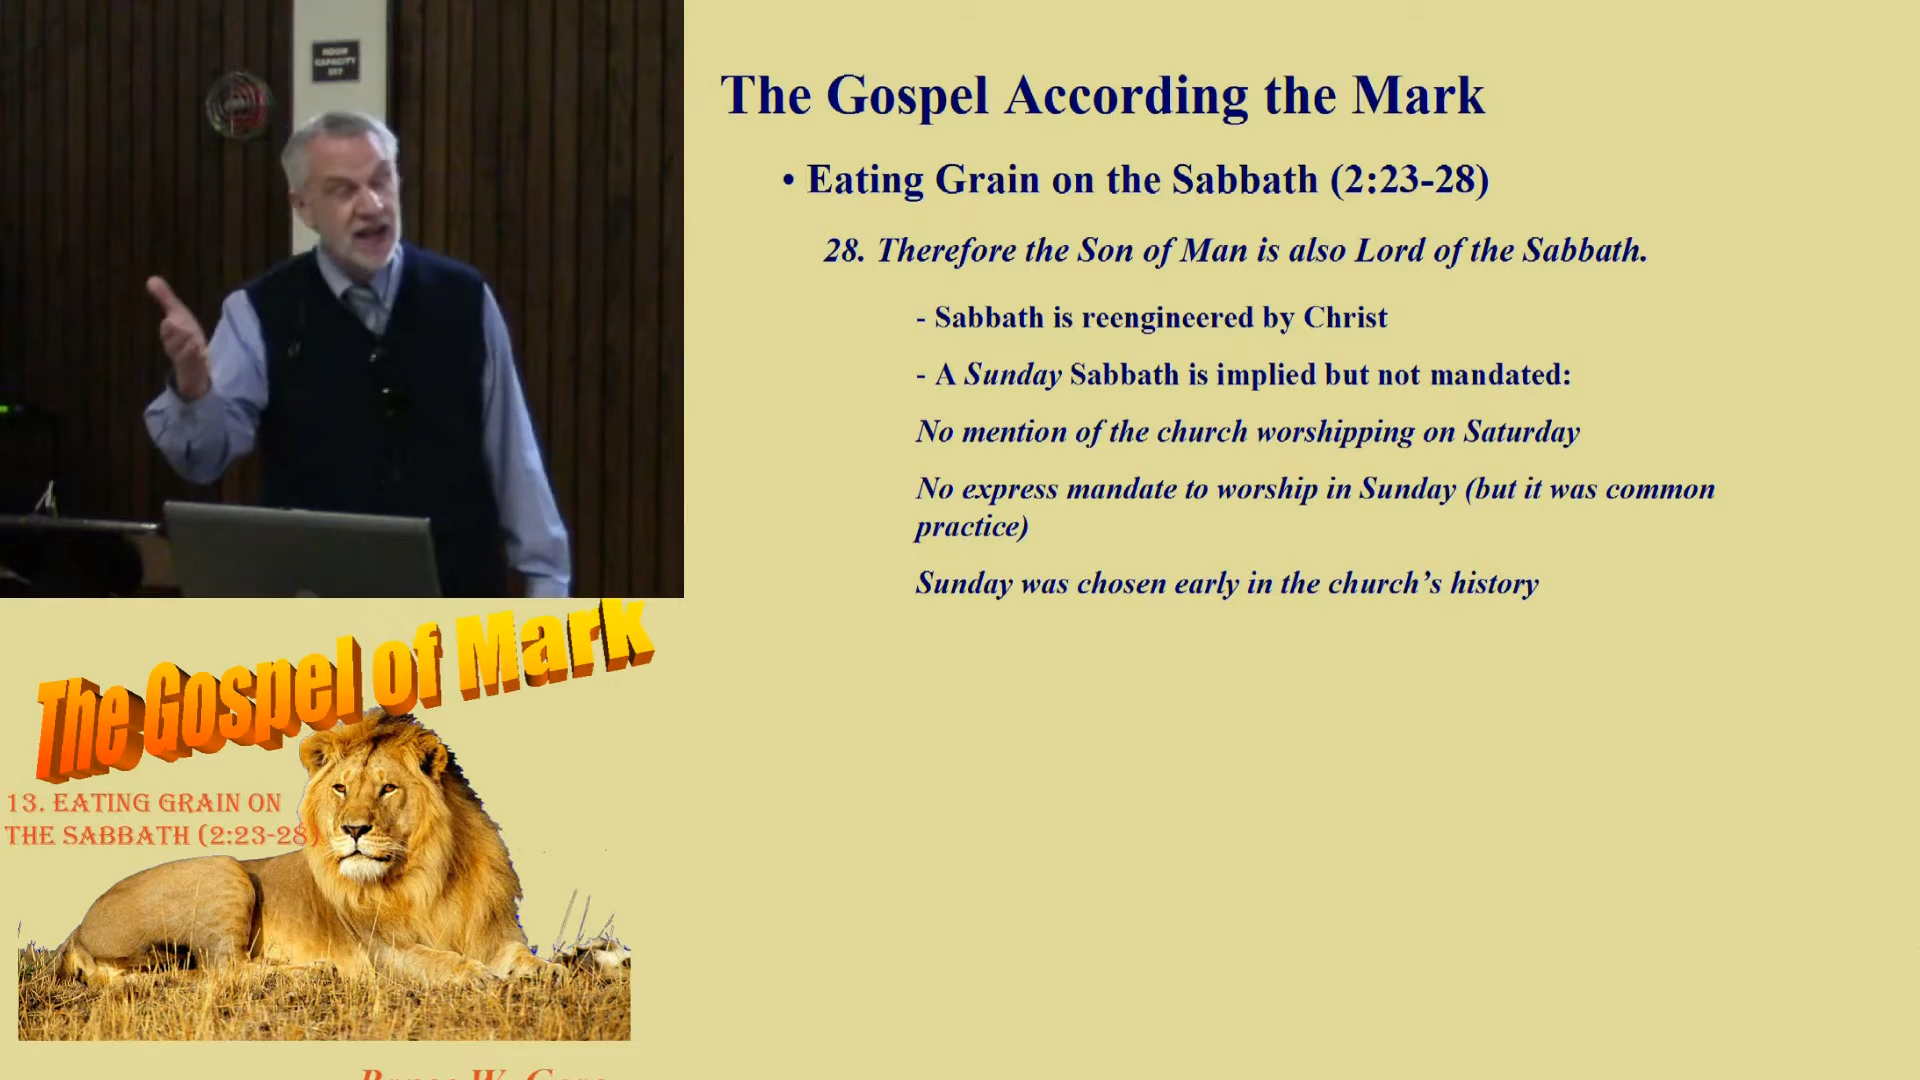 ROOM
CAPACITY
The Gospel According the Mark
• Eating Grain on the Sabbath (2:23-28)
28. Therefore the Son of Man is also Lord of the Sabbath.
- Sabbath is reengineered by Christ
- A Sunday Sabbath is implied but not mandated:
No mention of the church worshipping on Saturday
No express mandate to worship in Sunday (but it was common
practice)
Sunday was chosen early in the church's history
The Gospel of Mark
13. EATING GRAIN ON
THE SABBATH (2:23-28)